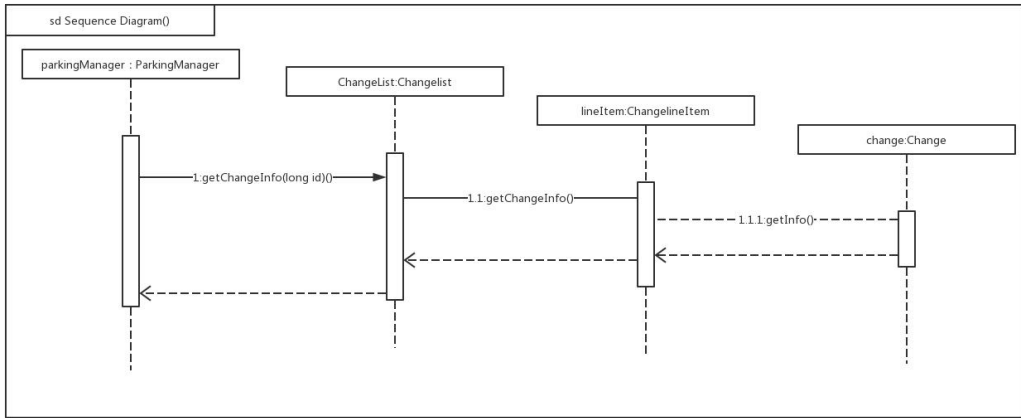 sd Sequence Diagram()
parkingManager : ParkingManager
ChangeList:Changelist
lineItem:ChangelineItem
change:Change
1:getChangeInfo(long id)()
1.1:getChangeInfo()
1.1.1:getInfo()